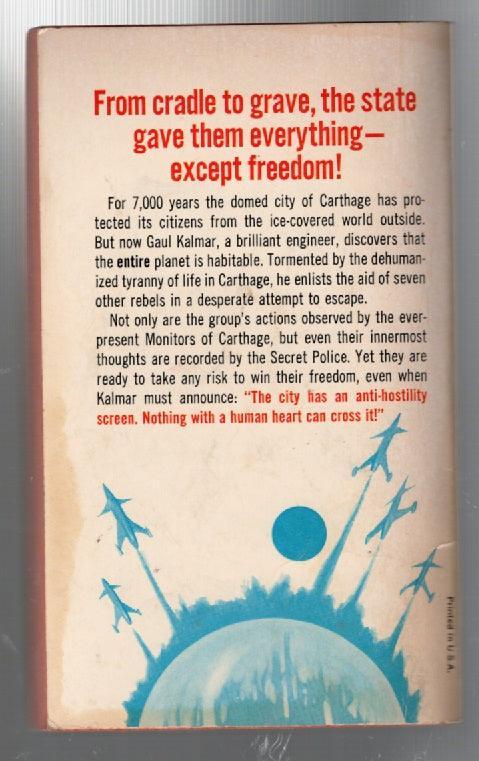 From cradle to grave, the state
gave them everything—
except freedom!
For 7,000 years the domed city of Carthage has pro-
tected its citizens from the ice-covered world outside.
But now Gaul Kalmar, a brilliant engineer, discovers that
the entire planet is habitable. Tormented by the dehuman-
ized tyranny of life in Carthage, he enlists the aid of seven
other rebels in a desperate attempt to escape.
Not only are the group's actions observed by the ever-
present Monitors of Carthage, but even their innermost
thoughts are recorded by the Secret Police. Yet they are
ready to take any risk to win their freedom, even when
Kalmar must announce: "The city has an anti-hostility
screen. Nothing with a human heart can cross it!"
Printed in U.S.A.